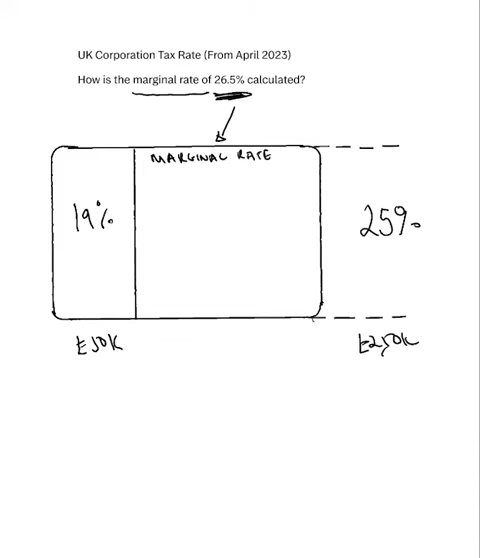 UK Corporation Tax Rate (From April 2023)
How is the marginal rate of 26.5% calculated?
MARGINAL RATE
19%
25%
£50K
£250K